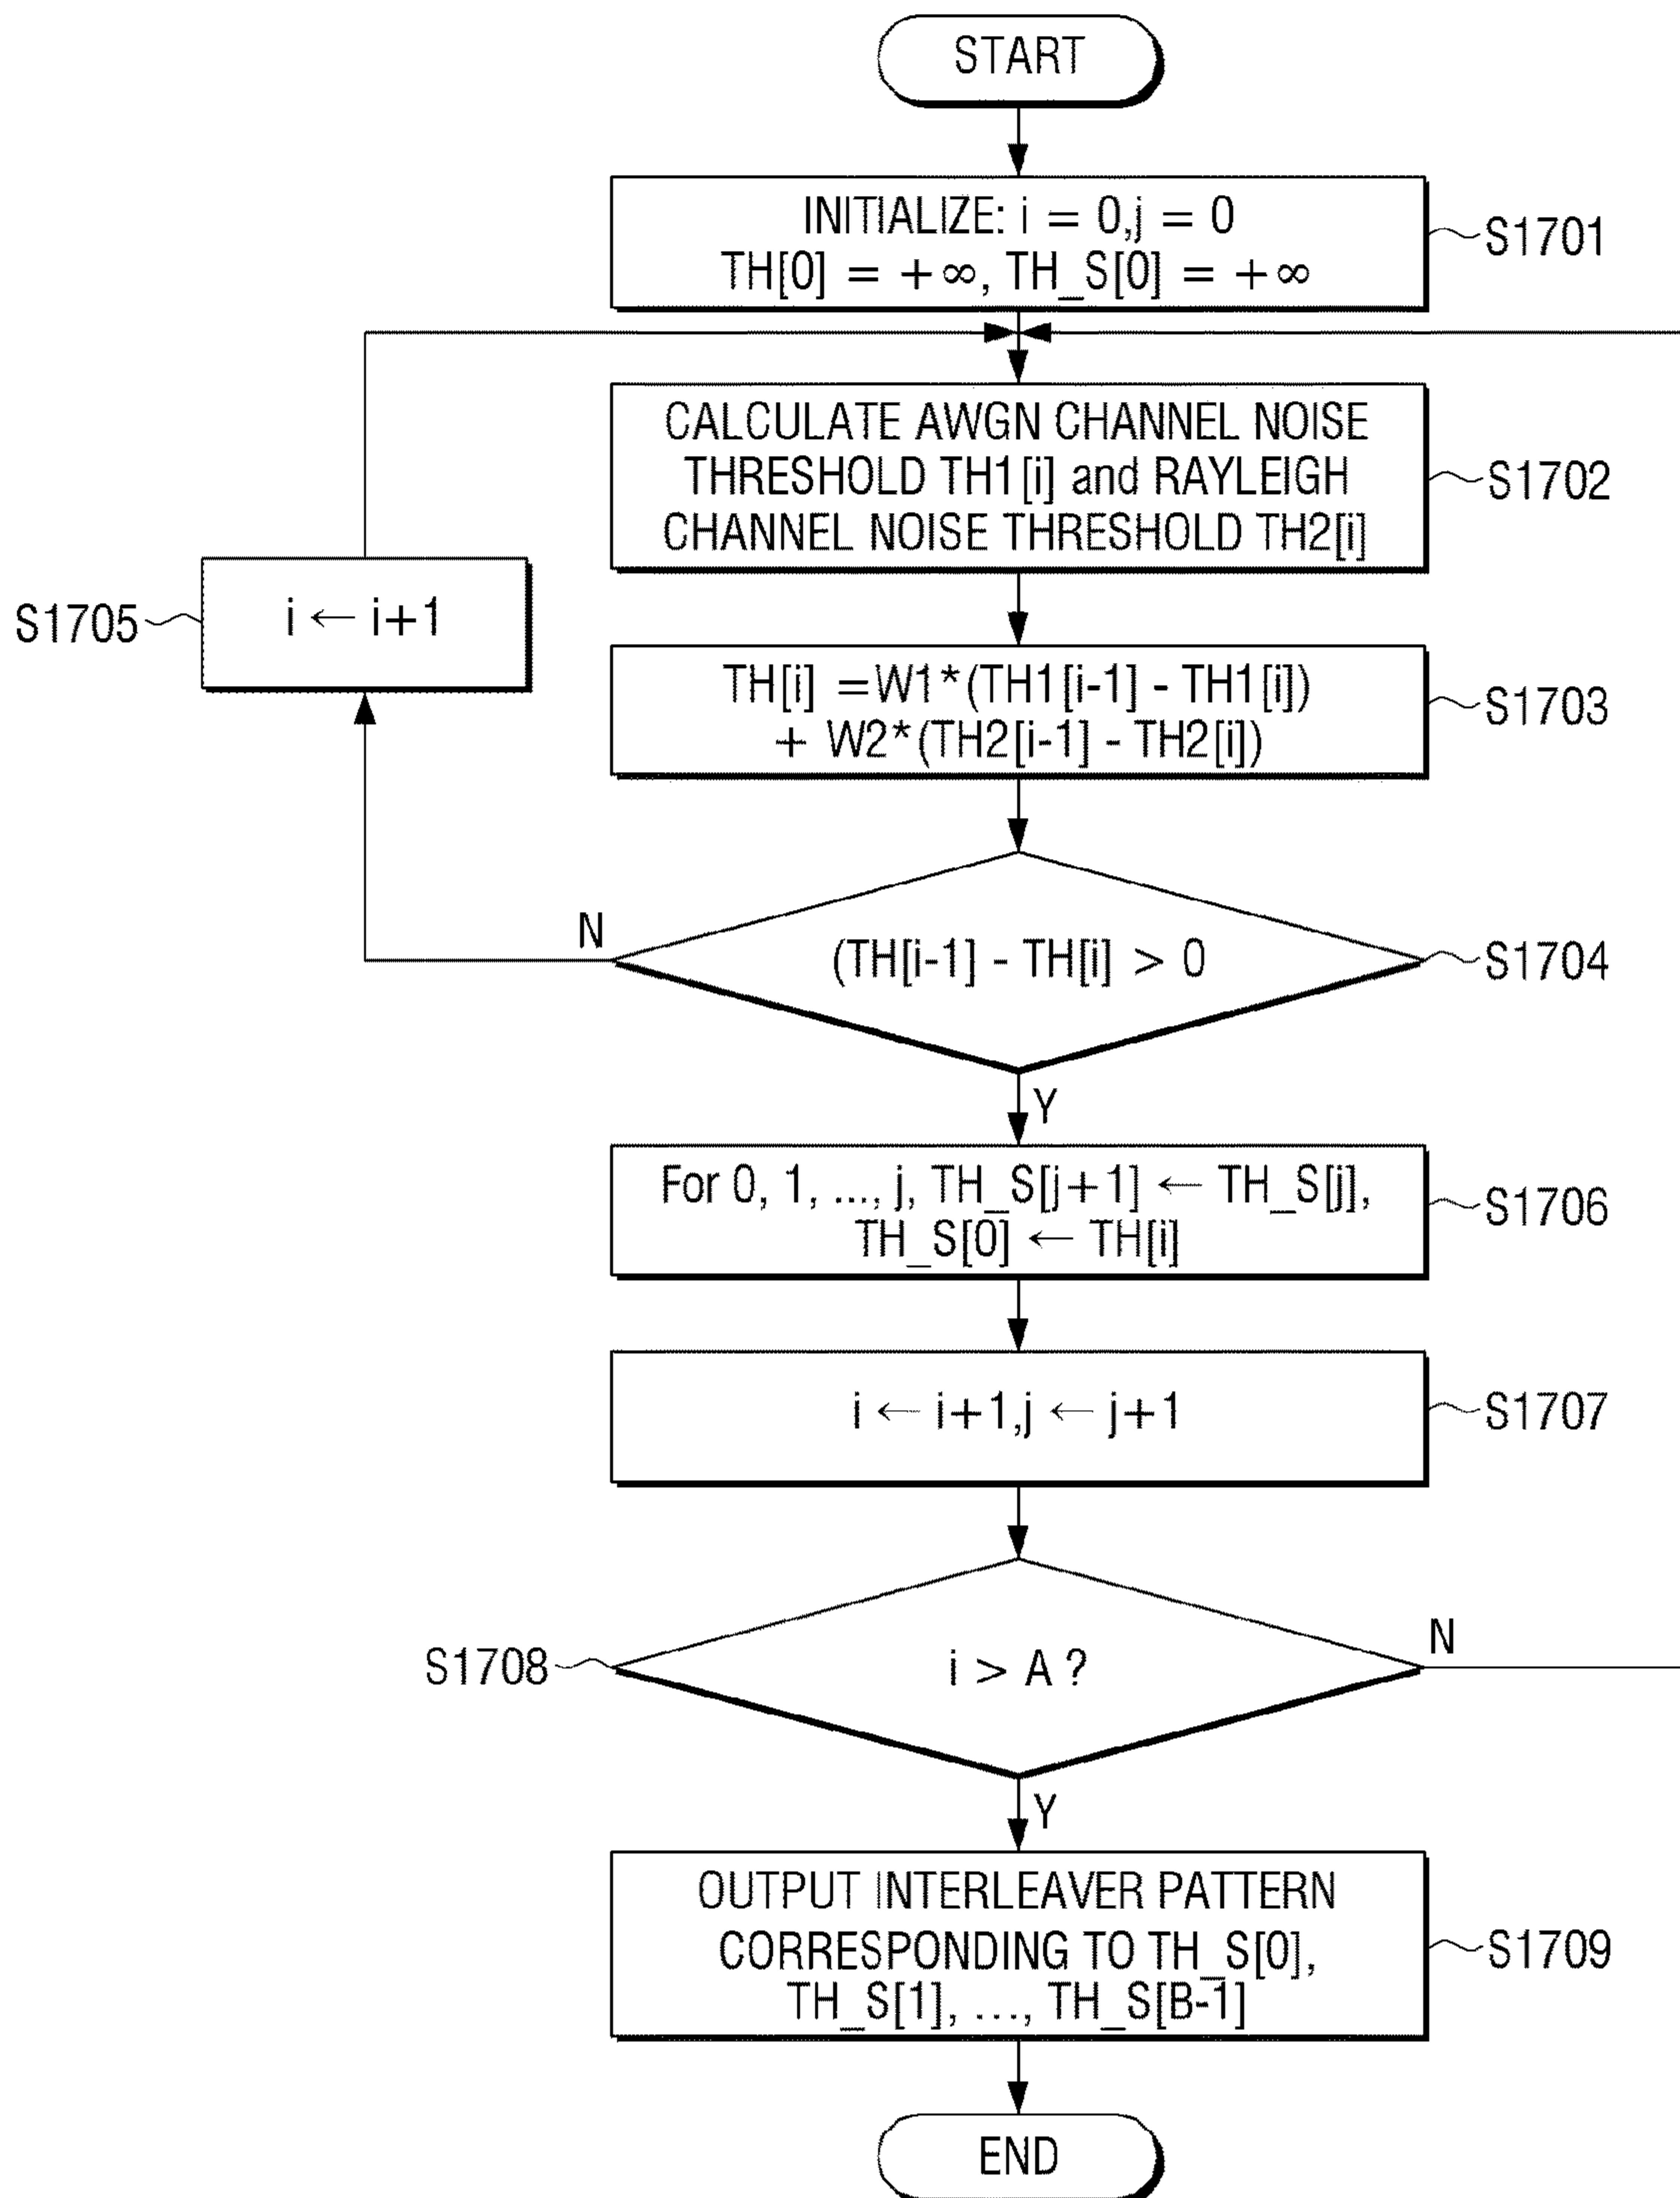 START
INITIALIZE: i = 0,j = 0
TH[0] = +∞, TH_S[0] = +∞
S1701
CALCULATE AWGN CHANNEL NOISE
THRESHOLD TH1[i] and RAYLEIGH
CHANNEL NOISE THRESHOLD TH2[i]
S1702
S1705
i ← i+1
TH[i] =W1*(TH1[i-1] - TH1[i])
+ W2*(TH2[i-1] - TH2[i])
S1703
N
(TH[i-1] - TH[i] > 0
S1704
Y
For 0, 1, ..., j, TH_S[j+1] ← TH_S[j],
TH_S[0] ← TH[i]
S1706
i ← i+1,j ← j+1
S1707
S1708
i > A ?
N
Y
OUTPUT INTERLEAVER PATTERN
CORRESPONDING TO TH_S[0],
TH_S[1], ..., TH_S[B-1]
S1709
END